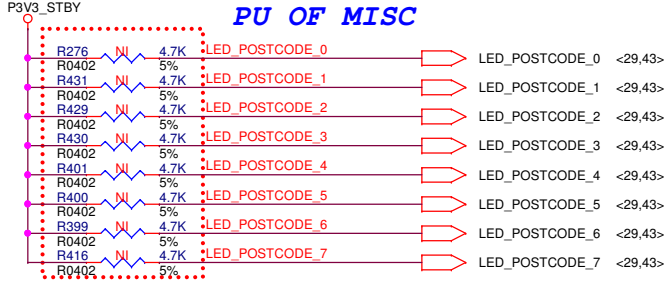 P3V3_STBY
PU OF MISC
R276 NI 4.7K LED_POSTCODE_0 LED_POSTCODE_0 <29,43>
R0402 5%
R431 NI 4.7K LED_POSTCODE_1 LED_POSTCODE_1 <29,43>
R0402 5%
R429 NI 4.7K LED_POSTCODE_2 LED_POSTCODE_2 <29,43>
R0402 5%
R430 NI 4.7K LED_POSTCODE_3 LED_POSTCODE_3 <29,43>
R0402 5%
R401 NI 4.7K LED_POSTCODE_4 LED_POSTCODE_4 <29,43>
R0402 5%
R400 NI 4.7K LED_POSTCODE_5 LED_POSTCODE_5 <29,43>
R0402 5%
R399 NI 4.7K LED_POSTCODE_6 LED_POSTCODE_6 <29,43>
R0402 5%
R416 NI 4.7K LED_POSTCODE_7 LED_POSTCODE_7 <29,43>
R0402 5%